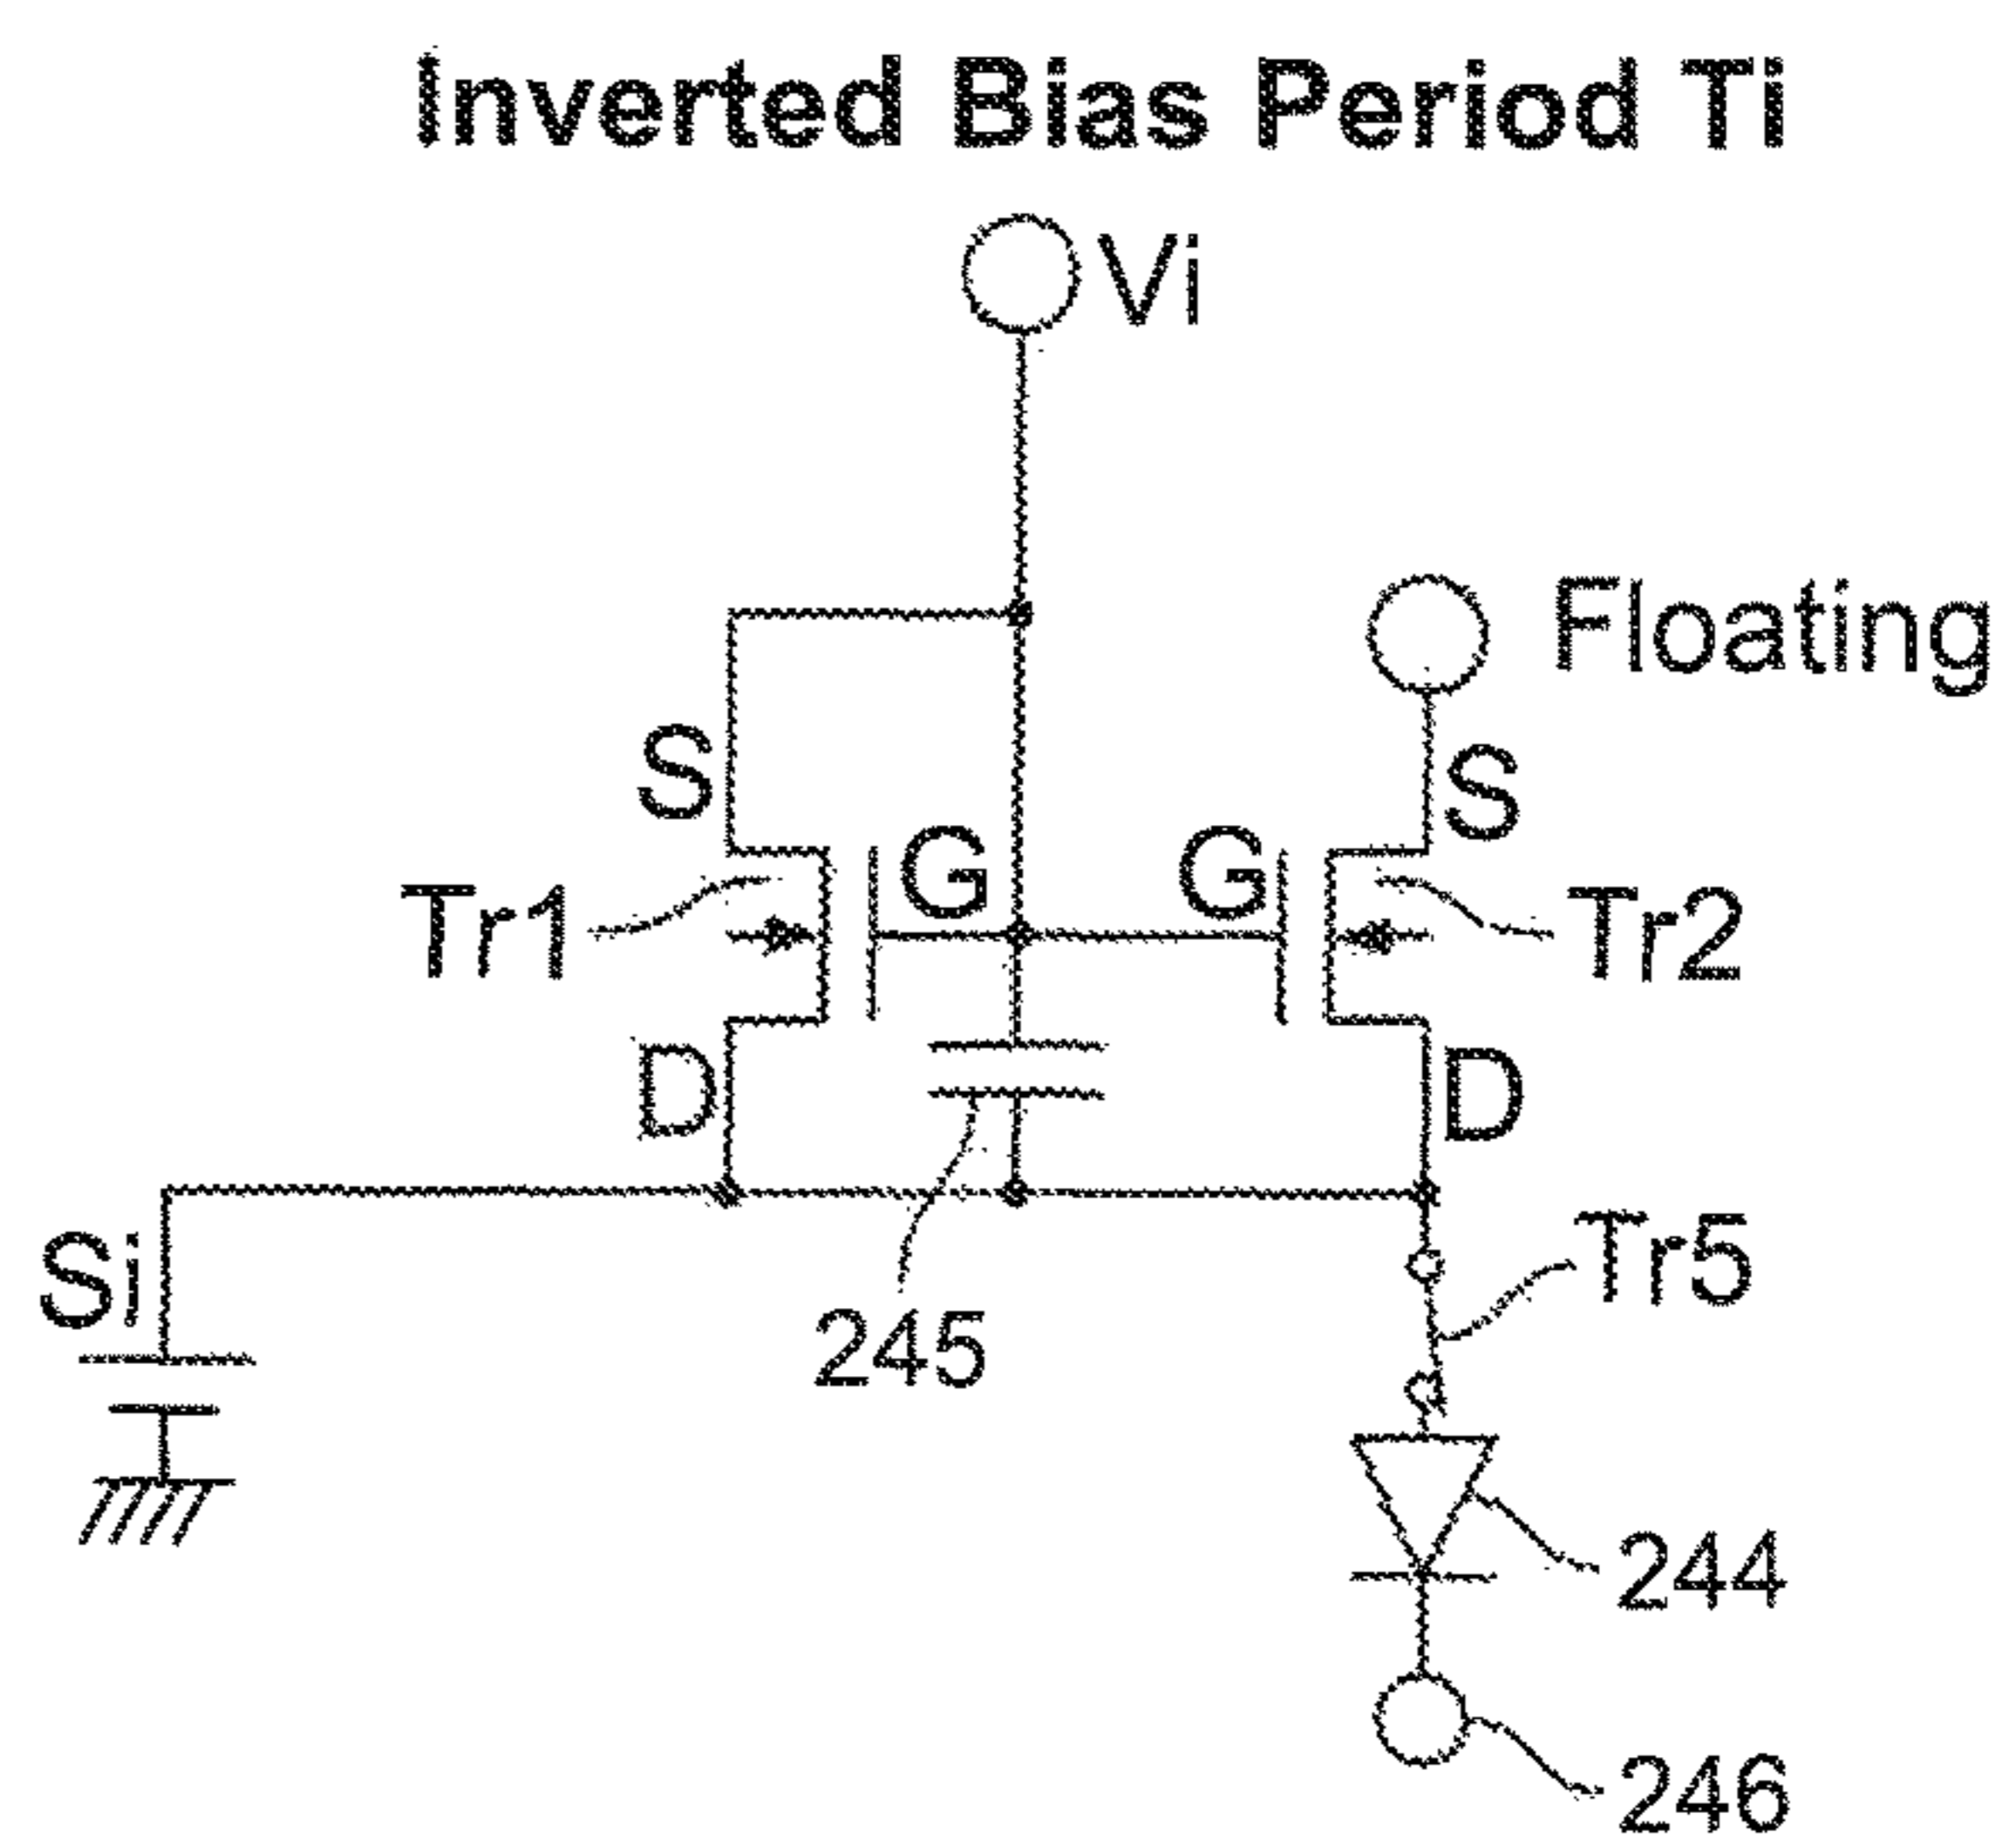 Inverted Bias Period Ti
Vi
Floating
S
S
G
G
Tr1
Tr2
D
D
Si
245
Tr5
244
246